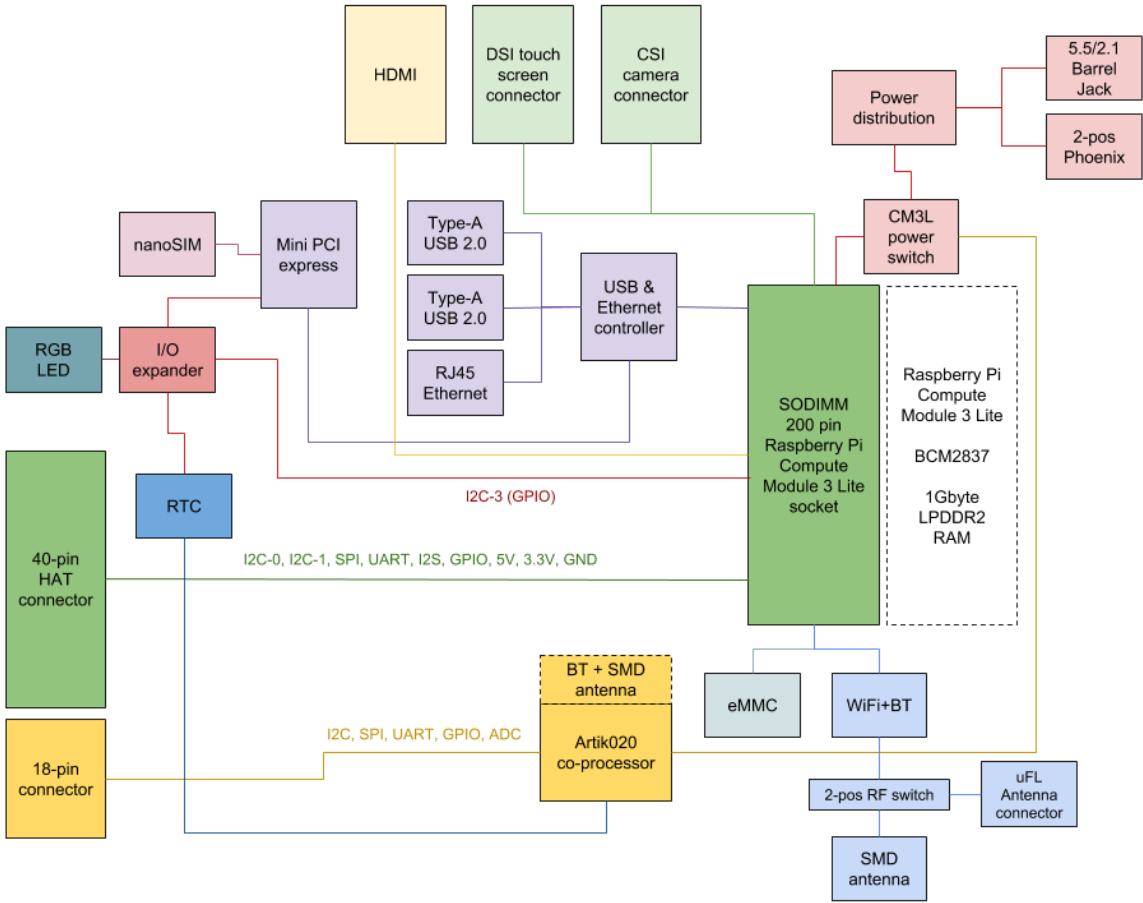 HDMI
DSI touch
screen
connector
CSI
camera
connector
Power
distribution
5.5/2.1
Barrel
Jack
2-pos
Phoenix
nanoSIM
Mini PCI
express
Type-A
USB 2.0
Type-A
USB 2.0
RJ45
Ethernet
USB &
Ethernet
controller
CM3L
power
switch
RGB
LED
I/O
expander
SODIMM
200 pin
Raspberry Pi
Compute
Module 3 Lite
socket
Raspberry Pi
Compute
Module 3 Lite
BCM2837
1Gbyte
LPDDR2
RAM
RTC
I2C-3 (GPIO)
40-pin
HAT
connector
I2C-0, I2C-1, SPI, UART, I2S, GPIO, 5V, 3.3V, GND
BT + SMD
antenna
Artik020
co-processor
eMMC
WiFi+BT
18-pin
connector
I2C, SPI, UART, GPIO, ADC
2-pos RF switch
uFL
Antenna
connector
SMD
antenna